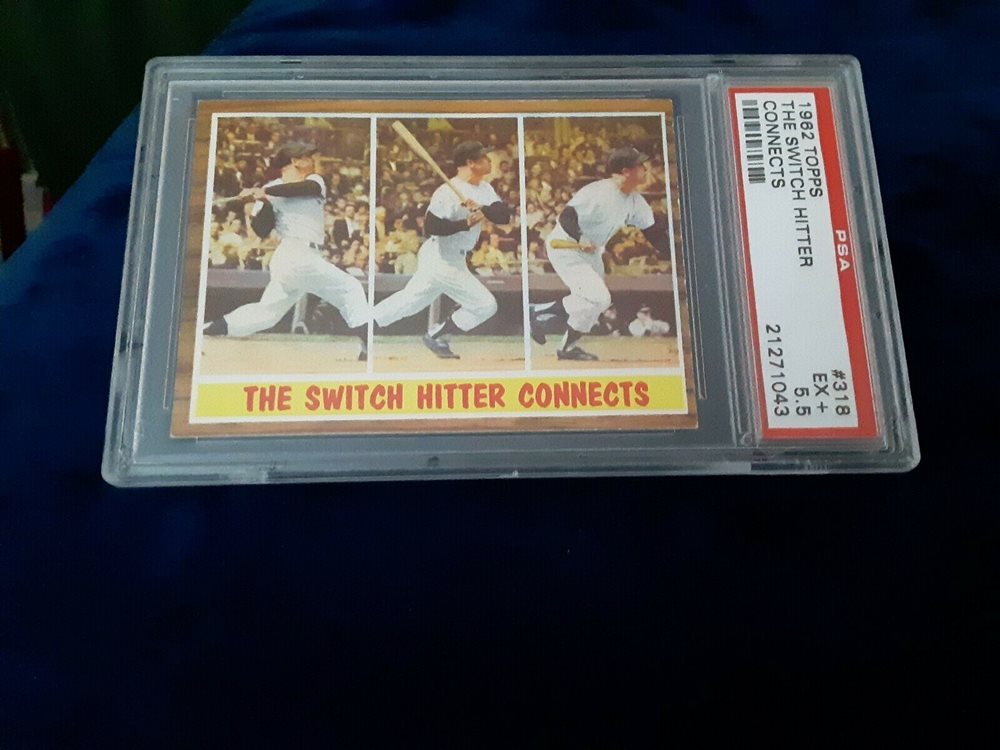 THE SWITCH HITTER CONNECTS
PSA
1962 TOPPS #318
THE SWITCH HITTER EX +
CONNECTS 5.5
21271043